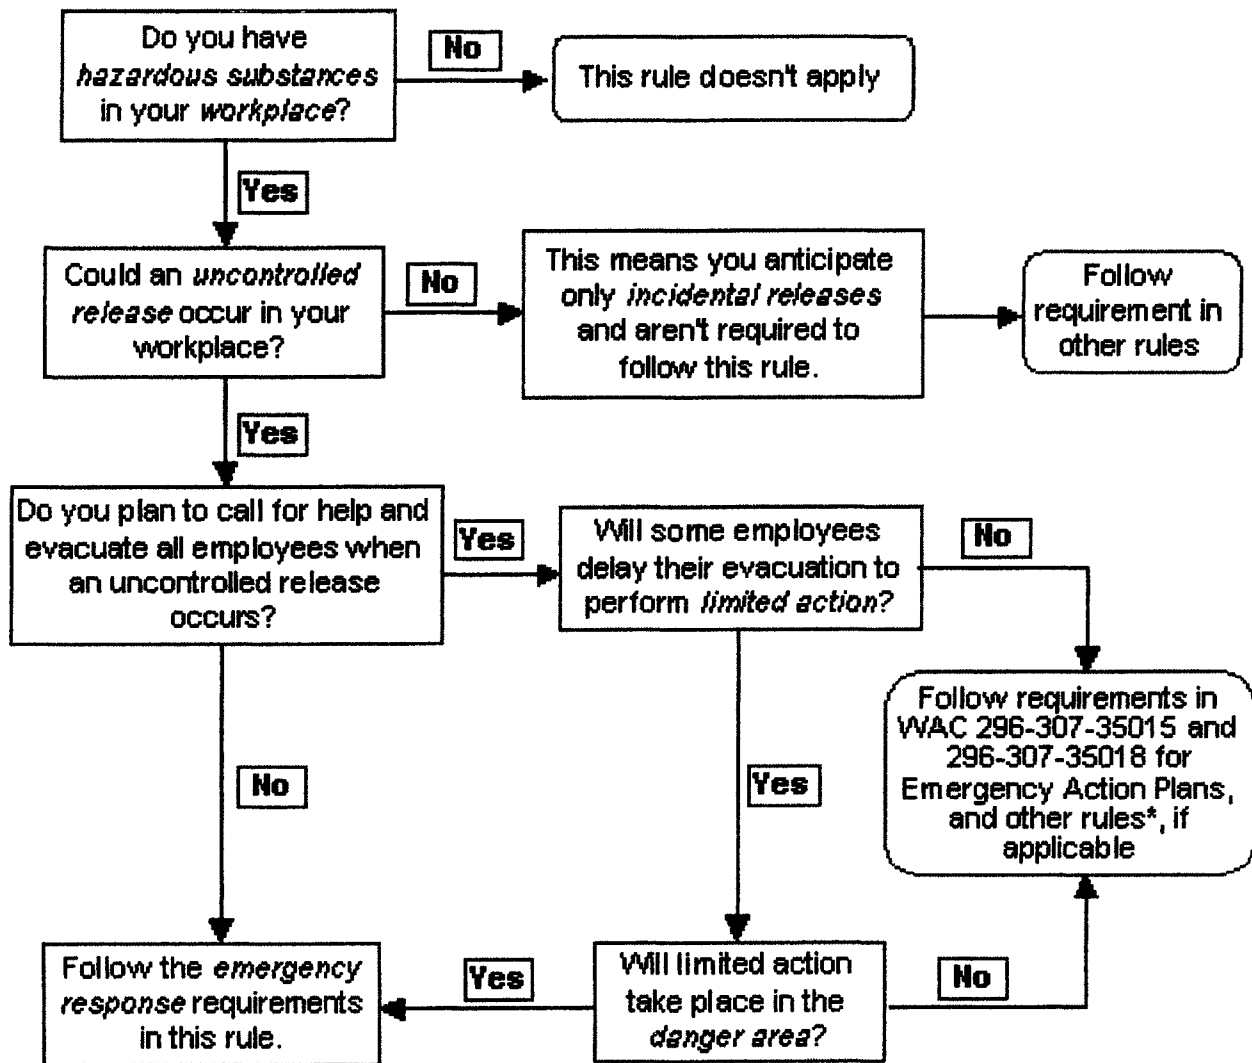 Do you have
hazardous substances
in your workplace?
No
This rule doesn't apply
Yes
Could an uncontrolled
release occur in your
workplace?
No
This means you anticipate
only incidental releases
and aren't required to
follow this rule.
Follow
requirement in
other rules
Yes
Do you plan to call for help and
evacuate all employees when
an uncontrolled release
occurs?
Yes
Will some employees
delay their evacuation to
perform limited action?
No
Follow requirements in
WAC 296-307-35015 and
296-307-35018 for
Emergency Action Plans,
and other rules*, if
applicable
No
Yes
Follow the emergency
response requirements
in this rule.
Yes
Will limited action
take place in the
danger area?
No